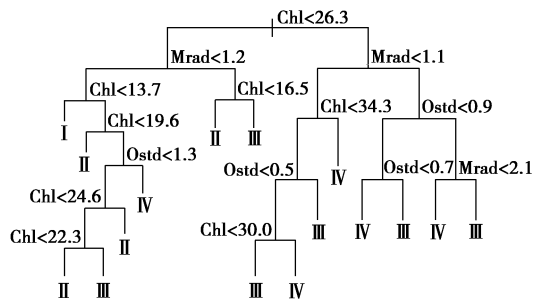 Chl<26.3
Mrad<1.2 Mrad<1.1
Chl<13.7 Chl<16.5 Chl<34.3 Ostd<0.9
Ⅰ Chl<19.6 Ⅱ Ⅲ
Ⅱ Ostd<1.3 Ostd<0.5 Ⅳ Ostd<0.7 Mrad<2.1
Chl<24.6 Ⅳ Ⅲ Ⅳ Ⅲ Ⅳ Ⅲ
Chl<22.3 Ⅱ Chl<30.0
Ⅱ Ⅲ Ⅲ Ⅳ